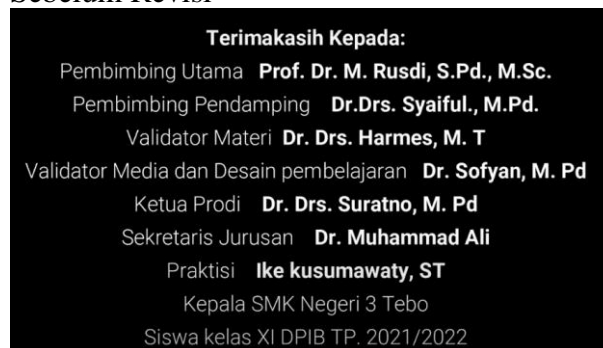 Sebelum Revisi
Terimakasih Kepada:
Pembimbing Utama Prof. Dr. M. Rusdi, S.Pd., M.Sc.
Pembimbing Pendamping Dr.Drs. Syaiful., M.Pd.
Validator Materi Dr. Drs. Harmes, M. T
Validator Media dan Desain pembelajaran Dr. Sofyan, M. Pd
Ketua Prodi Dr. Drs. Suratno, M. Pd
Sekretaris Jurusan Dr. Muhammad Ali
Praktisi Ike kusumawaty, ST
Kepala SMK Negeri 3 Tebo
Siswa kelas XI DPIB TP. 2021/2022